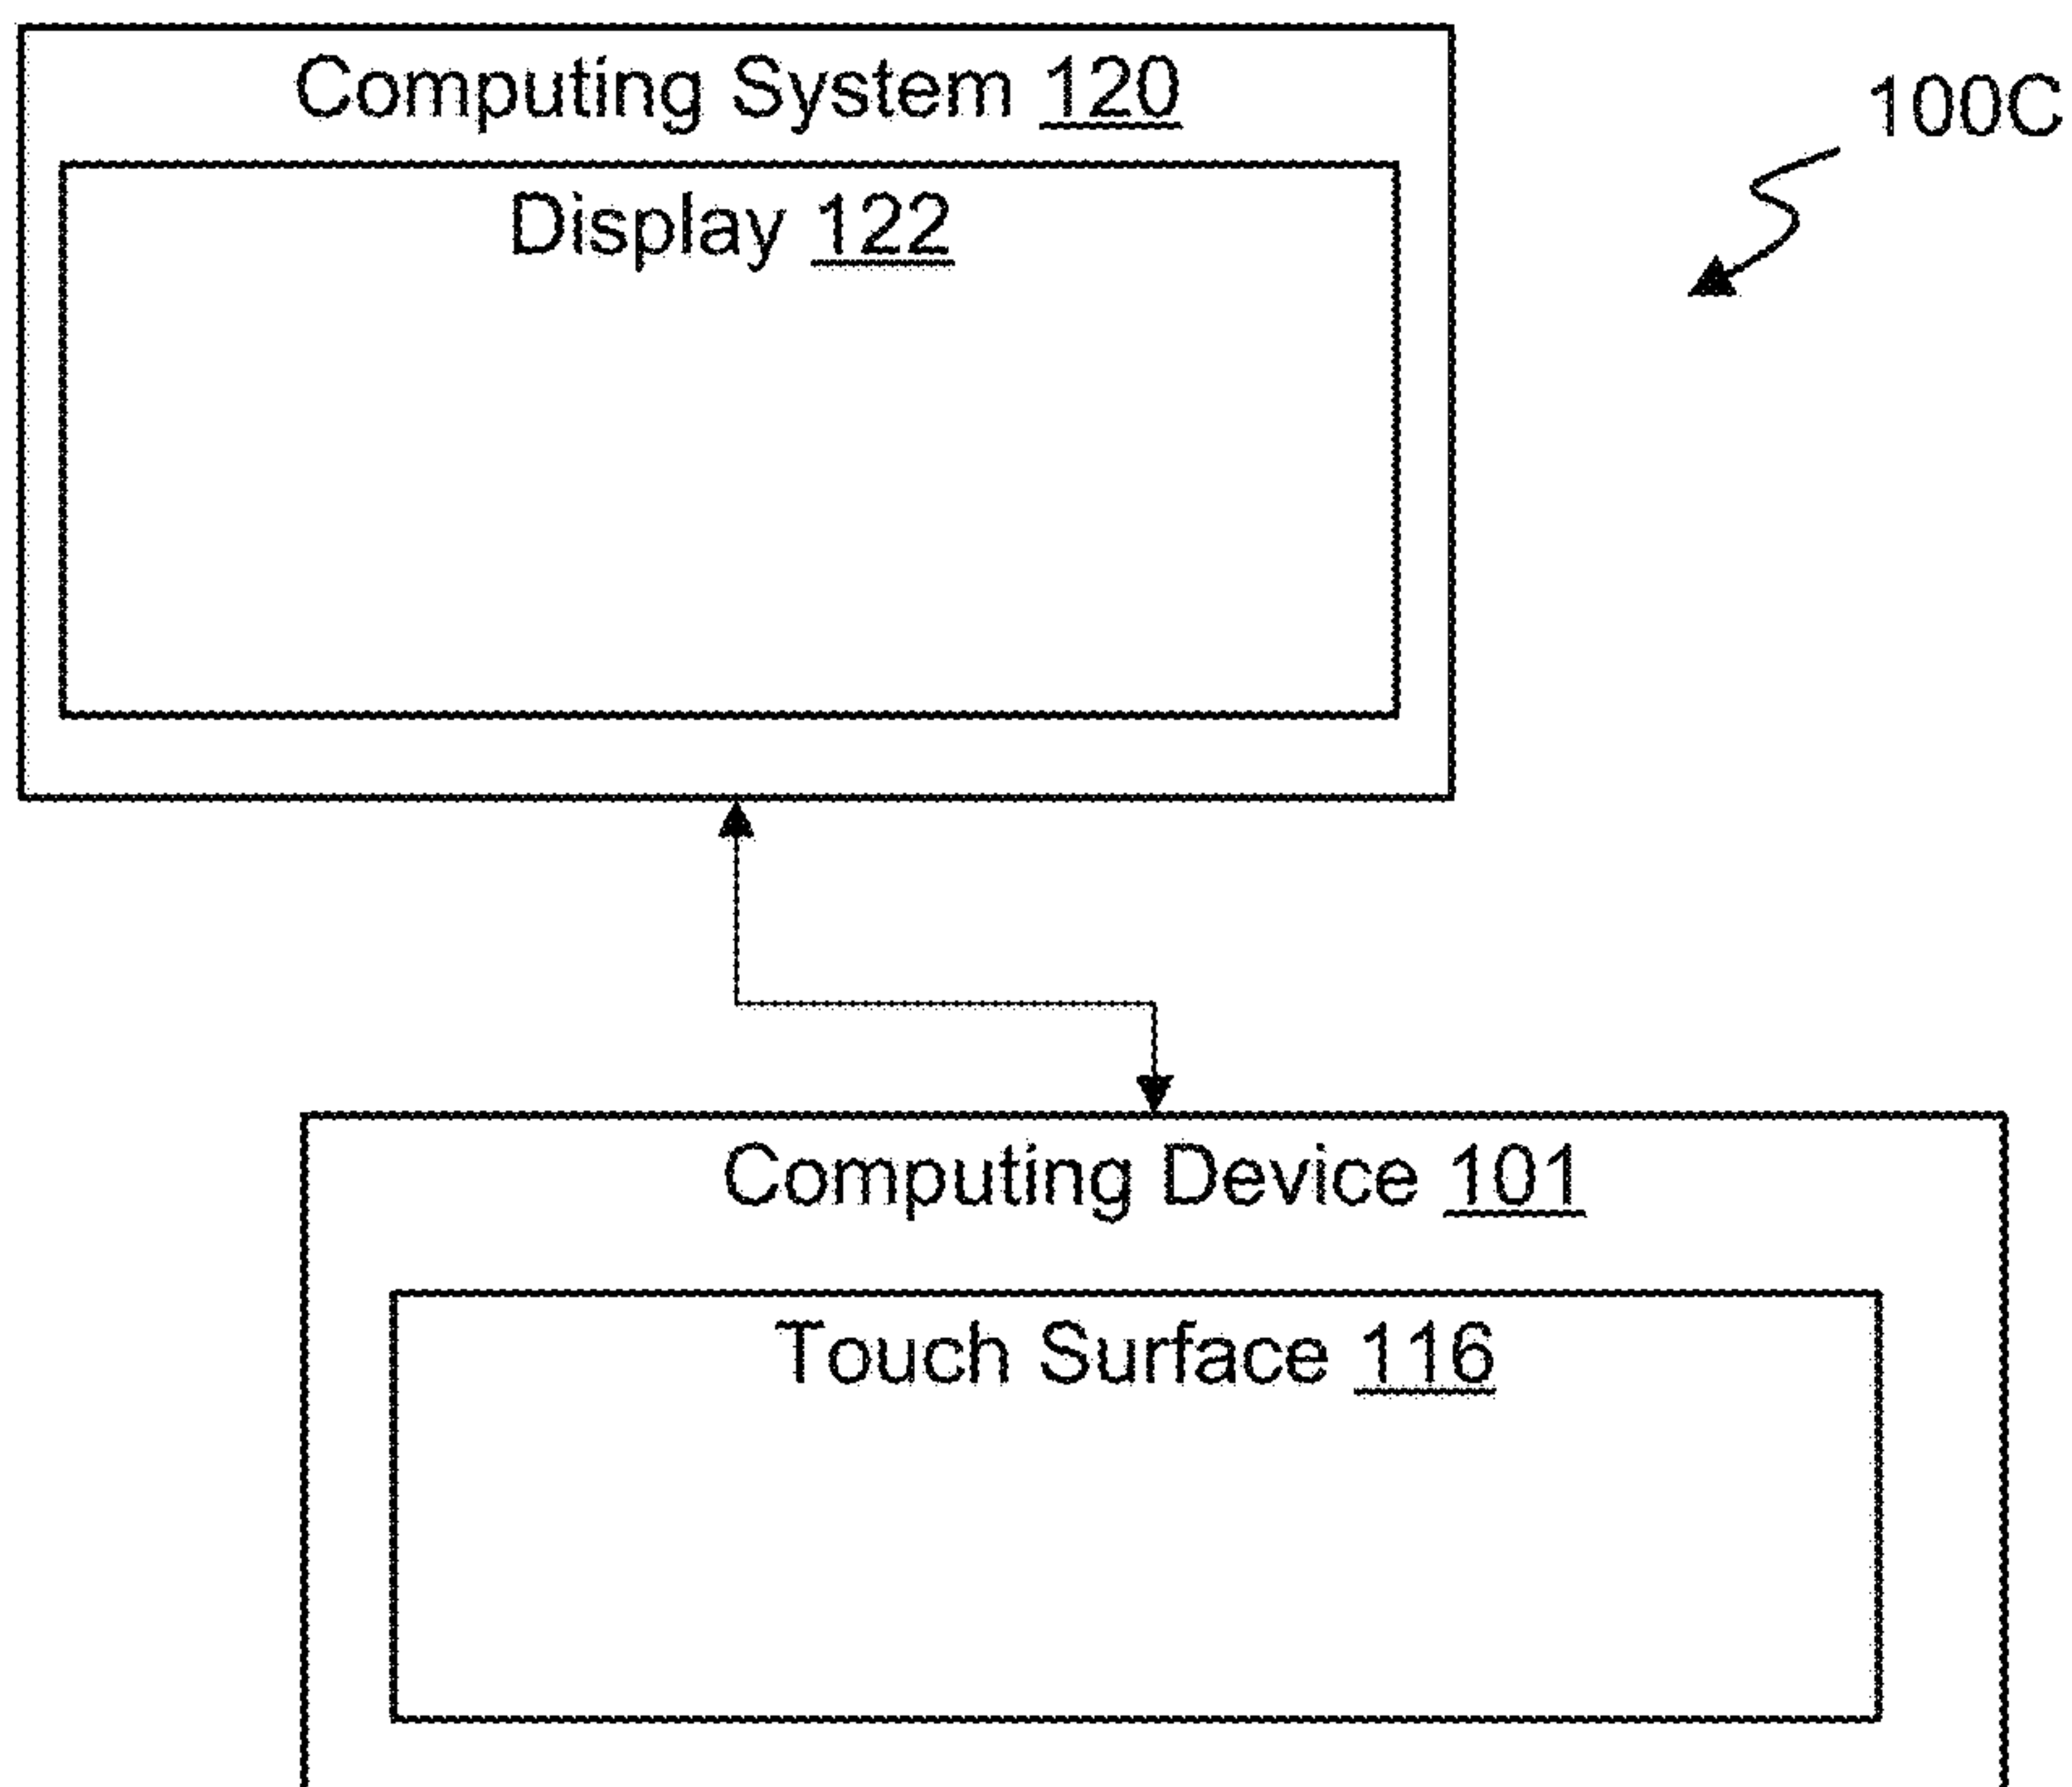 Computing System 120
100C
Display 122
Computing Device 101
Touch Surface 116